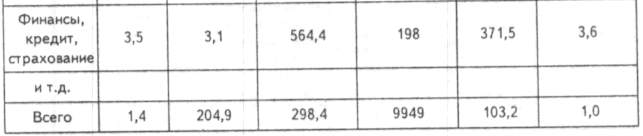 Финансы,
кредит,
страхование
3,5 3,1 564,4 198 371,5 3,6
и т.д.
Всего 1,4 204,9 298,4 9949 103,2 1,0